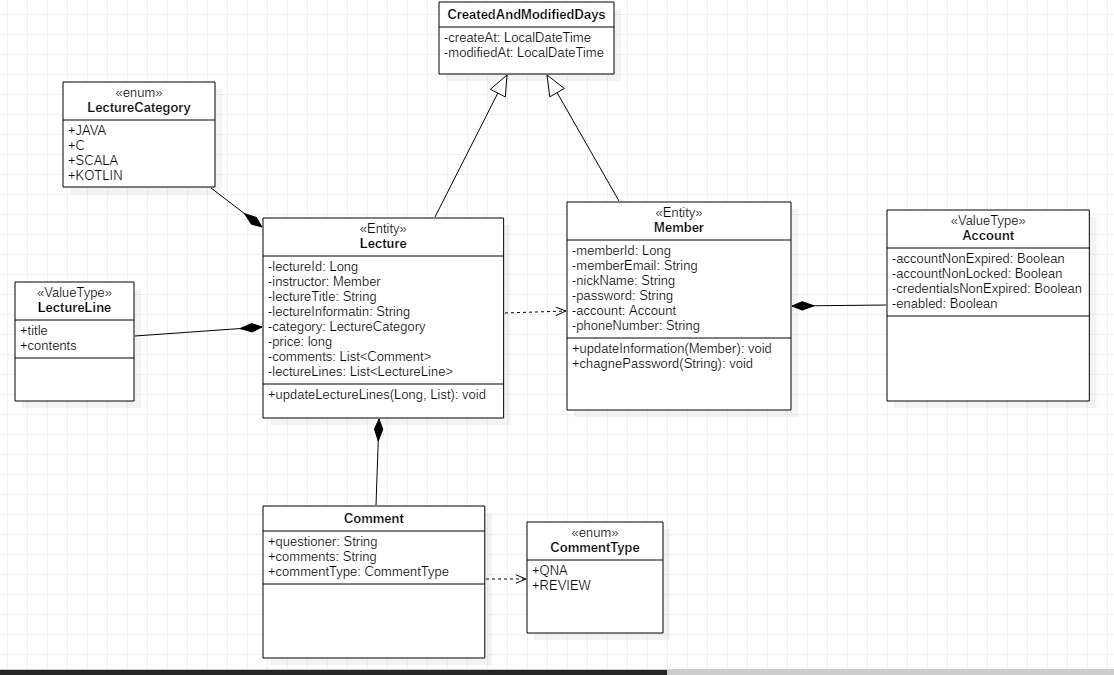 CreatedAndModifiedDays
-createAt: LocalDateTime
-modifiedAt: LocalDateTime
«enum»
LectureCategory
+JAVA
+C
+SCALA
+KOTLIN
«Entity»
Lecture
-lectureId: Long
-instructor: Member
-lectureTitle: String
-lectureInformatin: String
-category: LectureCategory
-price: long
-comments: List<Comment>
-lectureLines: List<LectureLine>
+updateLectureLines(Long, List): void
«Entity»
Member
-memberId: Long
-memberEmail: String
-nickName: String
-password: String
-account: Account
-phoneNumber: String
+updateInformation(Member): void
+chagnePassword(String): void
«ValueType»
Account
-accountNonExpired: Boolean
-accountNonLocked: Boolean
-credentialsNonExpired: Boolean
-enabled: Boolean
«ValueType»
LectureLine
+title
+contents
Comment
+questioner: String
+comments: String
+commentType: CommentType
«enum»
CommentType
+QNA
+REVIEW